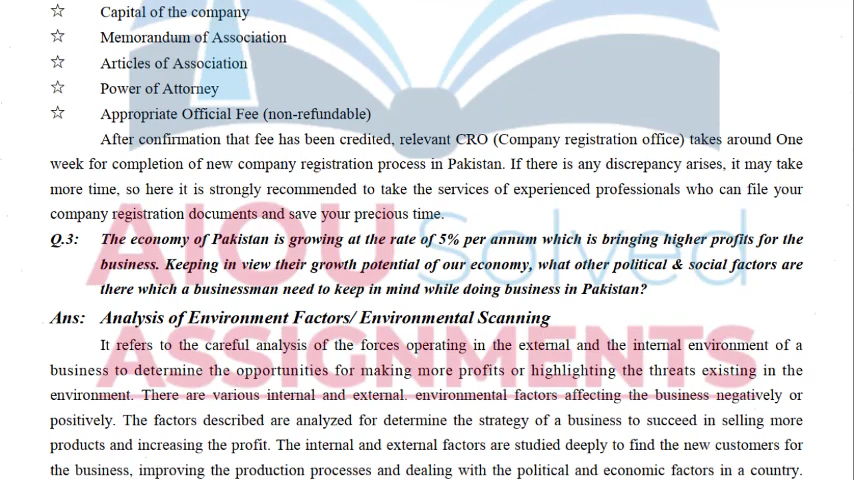 ☆ Capital of the company
☆ Memorandum of Association
☆ Articles of Association
☆ Power of Attorney
☆ Appropriate Official Fee (non-refundable)
After confirmation that fee has been credited, relevant CRO (Company registration office) takes around One
week for completion of new company registration process in Pakistan. If there is any discrepancy arises, it may take
more time, so here it is strongly recommended to take the services of experienced professionals who can file your
company registration documents and save your precious time.
Q.3: The economy of Pakistan is growing at the rate of 5% per annum which is bringing higher profits for the
business. Keeping in view their growth potential of our economy, what other political & social factors are
there which a businessman need to keep in mind while doing business in Pakistan?
Ans: Analysis of Environment Factors/ Environmental Scanning
It refers to the careful analysis of the forces operating in the external and the internal environment of a
business to determine the opportunities for making more profits or highlighting the threats existing in the
environment. There are various internal and external. environmental factors affecting the business negatively or
positively. The factors described are analyzed for determine the strategy of a business to succeed in selling more
products and increasing the profit. The internal and external factors are studied deeply to find the new customers for
the business, improving the production processes and dealing with the political and economic factors in a country.
AIOU Solved
ASSIGNMENTS